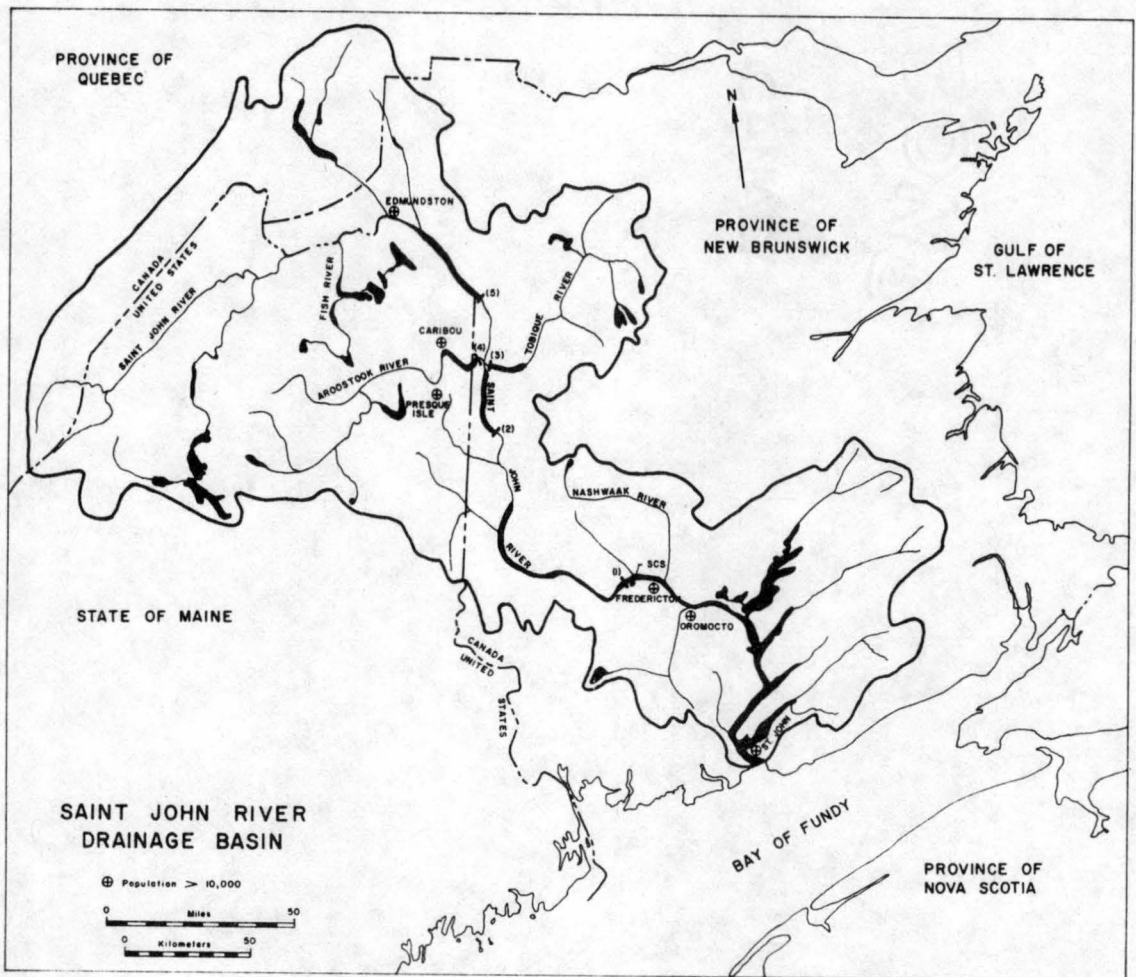 PROVINCE OF
QUEBEC
N
EDMUNDSTON
PROVINCE OF
NEW BRUNSWICK
GULF OF
ST. LAWRENCE
CANADA
UNITED STATES
SAINT JOHN RIVER
FISH RIVER
(5)
TOBIQUE RIVER
CARIBOU
(4)
(3)
AROOSTOOK RIVER
PRESQUE
ISLE
SAINT
(2)
JOHN
NASHWAAK RIVER
RIVER
(1)
SCS
FREDERICTON
OROMOCTO
STATE OF MAINE
CANADA
UNITED
STATES
ST. JOHN
SAINT JOHN RIVER
DRAINAGE BASIN
BAY OF FUNDY
PROVINCE OF
NOVA SCOTIA
⊕ Population > 10,000
0 Miles 50
0 Kilometers 50